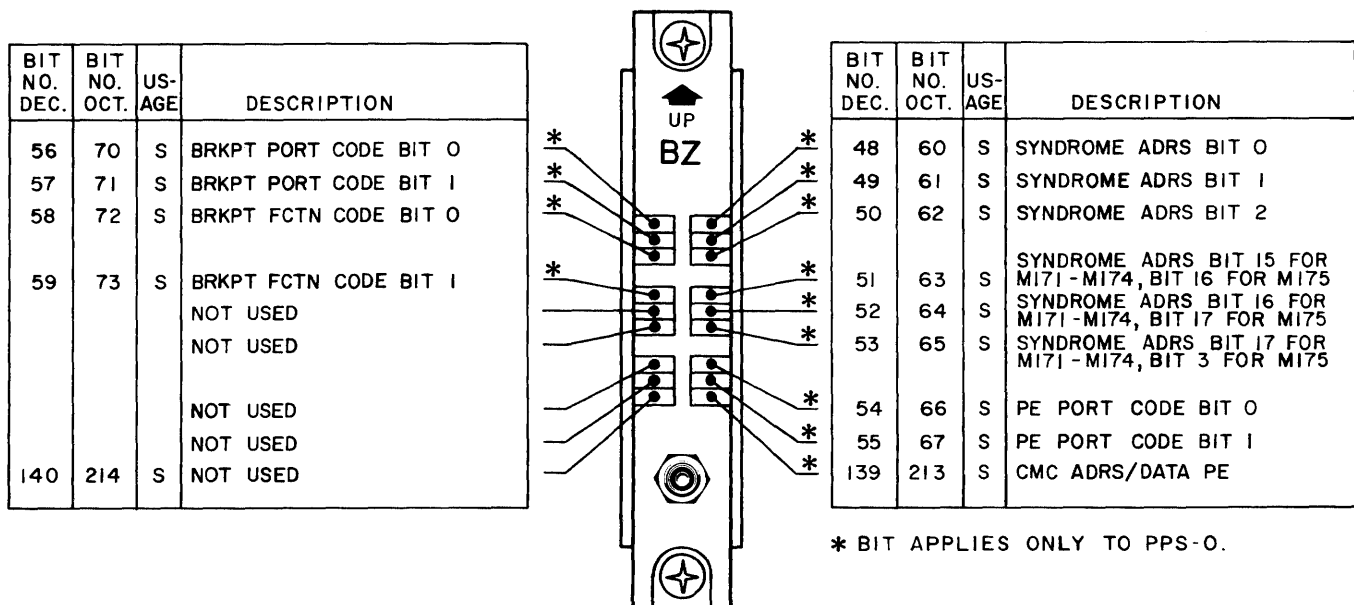 BIT NO. DEC. BIT NO. OCT. US-AGE DESCRIPTION
56 70 S BRKPT PORT CODE BIT 0
57 71 S BRKPT PORT CODE BIT 1
58 72 S BRKPT FCTN CODE BIT 0
59 73 S BRKPT FCTN CODE BIT 1
NOT USED
NOT USED
NOT USED
NOT USED
140 214 S NOT USED
*
*
*
*
UP
BZ
*
*
*
*
*
*
*
*
*
BIT NO. DEC. BIT NO. OCT. US-AGE DESCRIPTION
48 60 S SYNDROME ADRS BIT 0
49 61 S SYNDROME ADRS BIT 1
50 62 S SYNDROME ADRS BIT 2
SYNDROME ADRS BIT 15 FOR
51 63 S M171-M174, BIT 16 FOR M175
SYNDROME ADRS BIT 16 FOR
52 64 S M171-M174, BIT 17 FOR M175
53 65 S SYNDROME ADRS BIT 17 FOR
M171-M174, BIT 3 FOR M175
54 66 S PE PORT CODE BIT 0
55 67 S PE PORT CODE BIT 1
139 213 S CMC ADRS/DATA PE
* BIT APPLIES ONLY TO PPS-0.